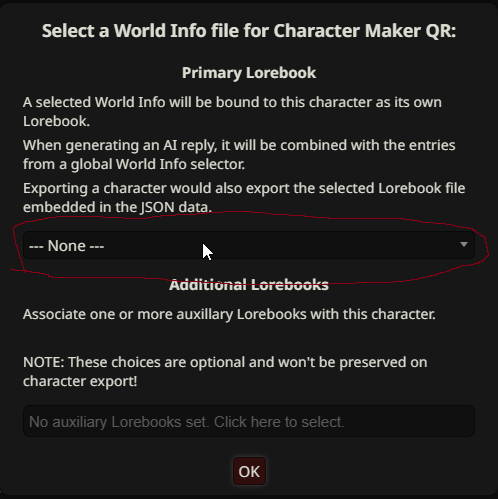 Select a World Info file for Character Maker QR:
Primary Lorebook
A selected World Info will be bound to this character as its own
Lorebook.
When generating an AI reply, it will be combined with the entries
from a global World Info selector.
Exporting a character would also export the selected Lorebook file
embedded in the JSON data.
--- None ---
Additional Lorebooks
Associate one or more auxillary Lorebooks with this character.
NOTE: These choices are optional and won't be preserved on
character export!
No auxiliary Lorebooks set. Click here to select.
OK